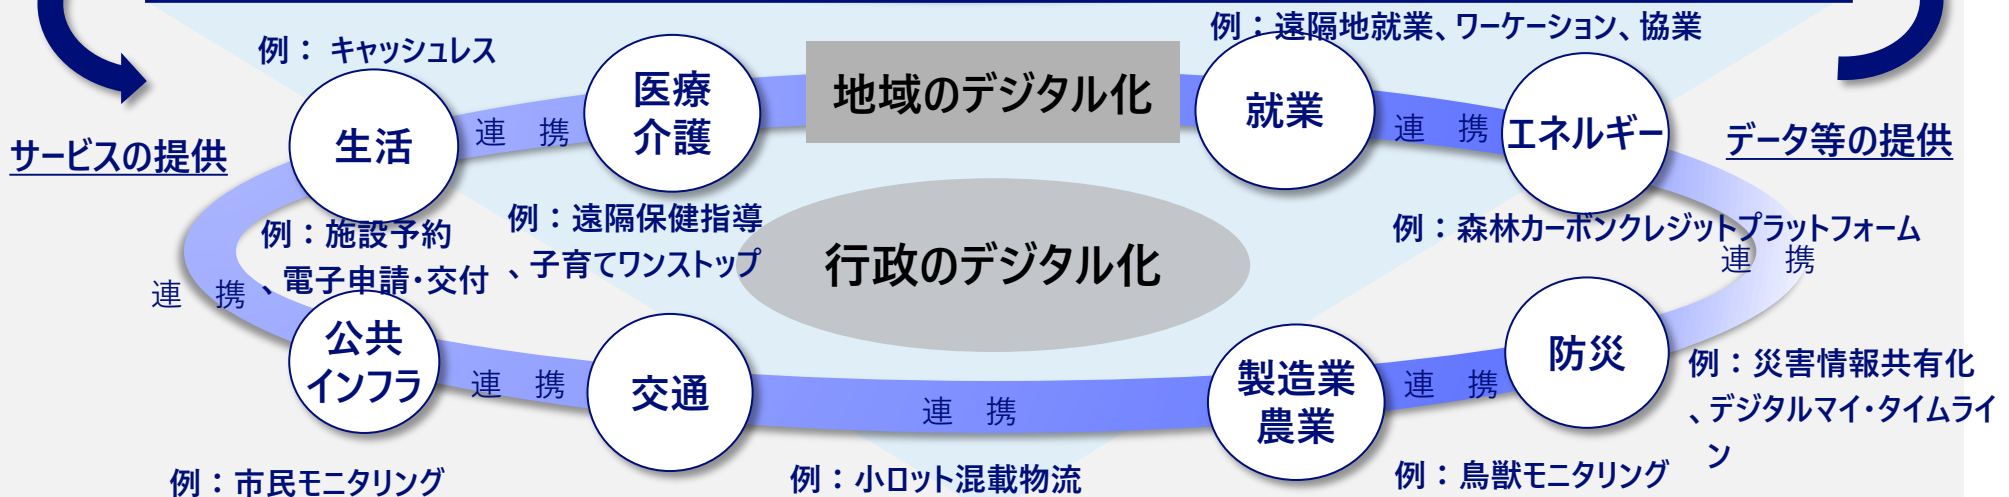 例：遠隔地就業、ワーケーション、協業
例： キャッシュレス
医療
介護
地域のデジタル化
就業
エネルギー
生活
連　携
連　携
サービスの提供
データ等の提供
例：施設予約
、電子申請・交付
例：遠隔保健指導
、子育てワンストップ
行政のデジタル化
例：森林カーボンクレジットプラットフォーム
連　携
連　携
公共
インフラ
連　携
交通
連　携
製造業
農業
連　携
防災
例：災害情報共有化
、デジタルマイ・タイムライ
ン
例：市民モニタリング
例：小ロット混載物流
例：鳥獣モニタリング